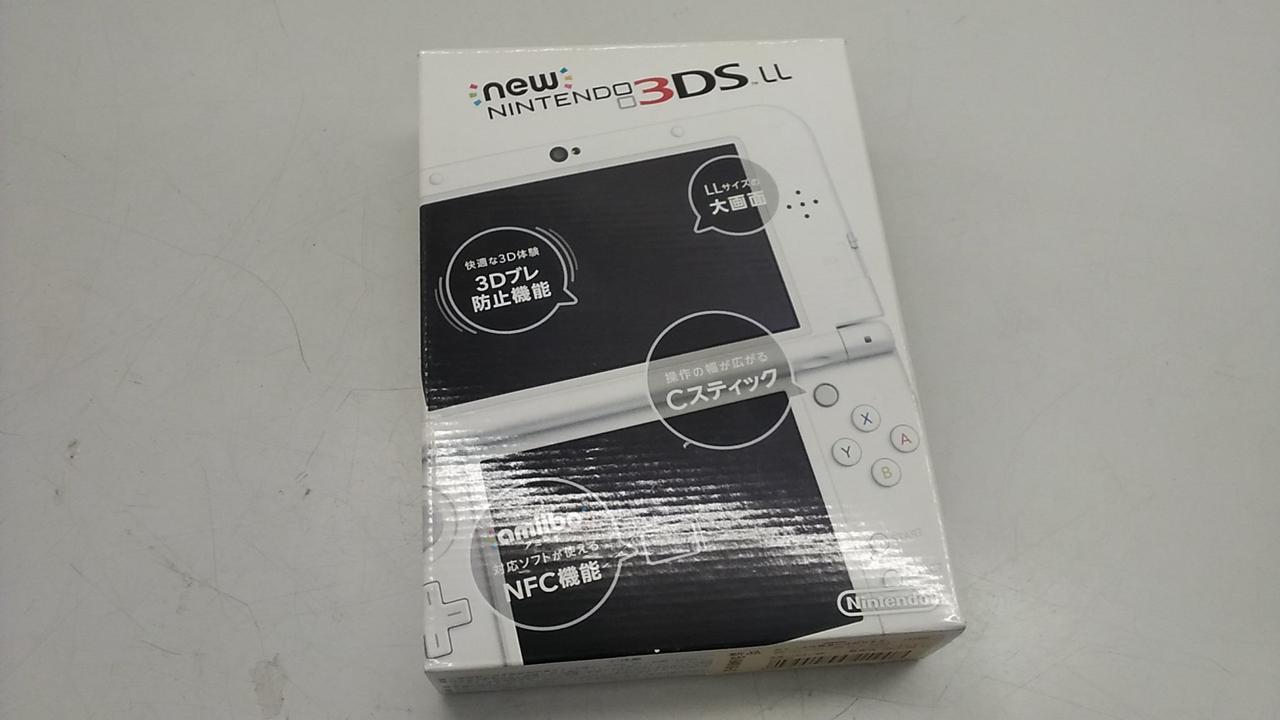 new
NINTENDO3DS LL
LLサイズの
大画面
快適な3D体験
3Dブレ
防止機能
操作の幅が広がる
Cスティック
X
Y
A
B
amiibo
対応ソフトが使える
NFC機能
START
Nintendo